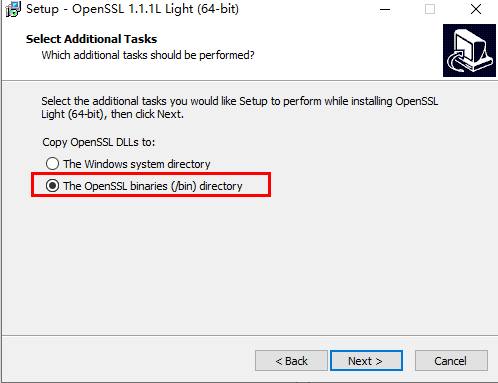 Setup - OpenSSL 1.1.1L Light (64-bit)
Select Additional Tasks
Which additional tasks should be performed?
Select the additional tasks you would like Setup to perform while installing OpenSSL
Light (64-bit), then click Next.
Copy OpenSSL DLLs to:
The Windows system directory
The OpenSSL binaries (/bin) directory
< Back
Next >
Cancel